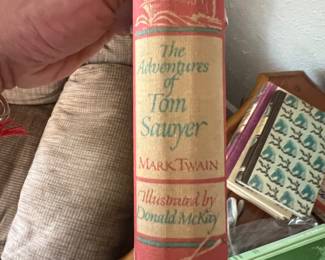 The
Adventures
of
Tom
Sawyer
MARK TWAIN
Illustrated by
Donald McKay